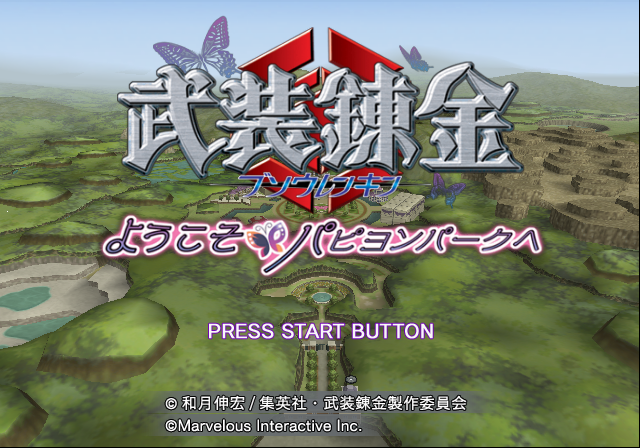 武装錬金
ブソウレンキン
ようこそパピヨンパークへ
PRESS START BUTTON
© 和月伸宏 / 集英社・武装錬金製作委員会
©Marvelous Interactive Inc.